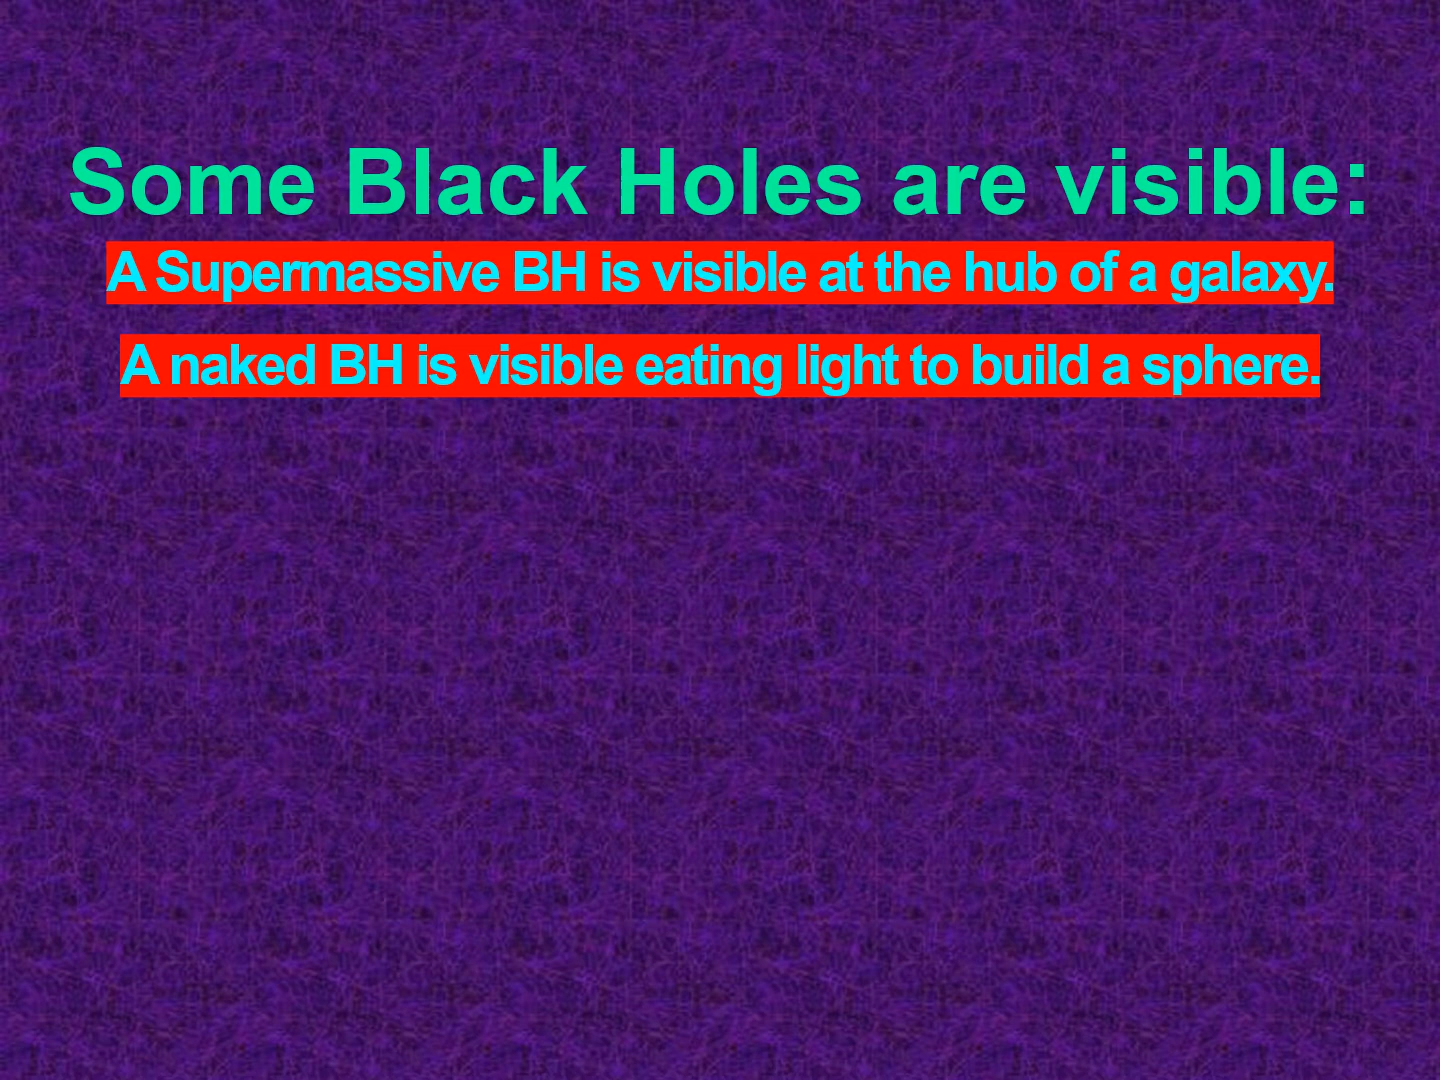 Some Black Holes are visible:
A Supermassive BH is visible at the hub of a galaxy.
A naked BH is visible eating light to build a sphere.